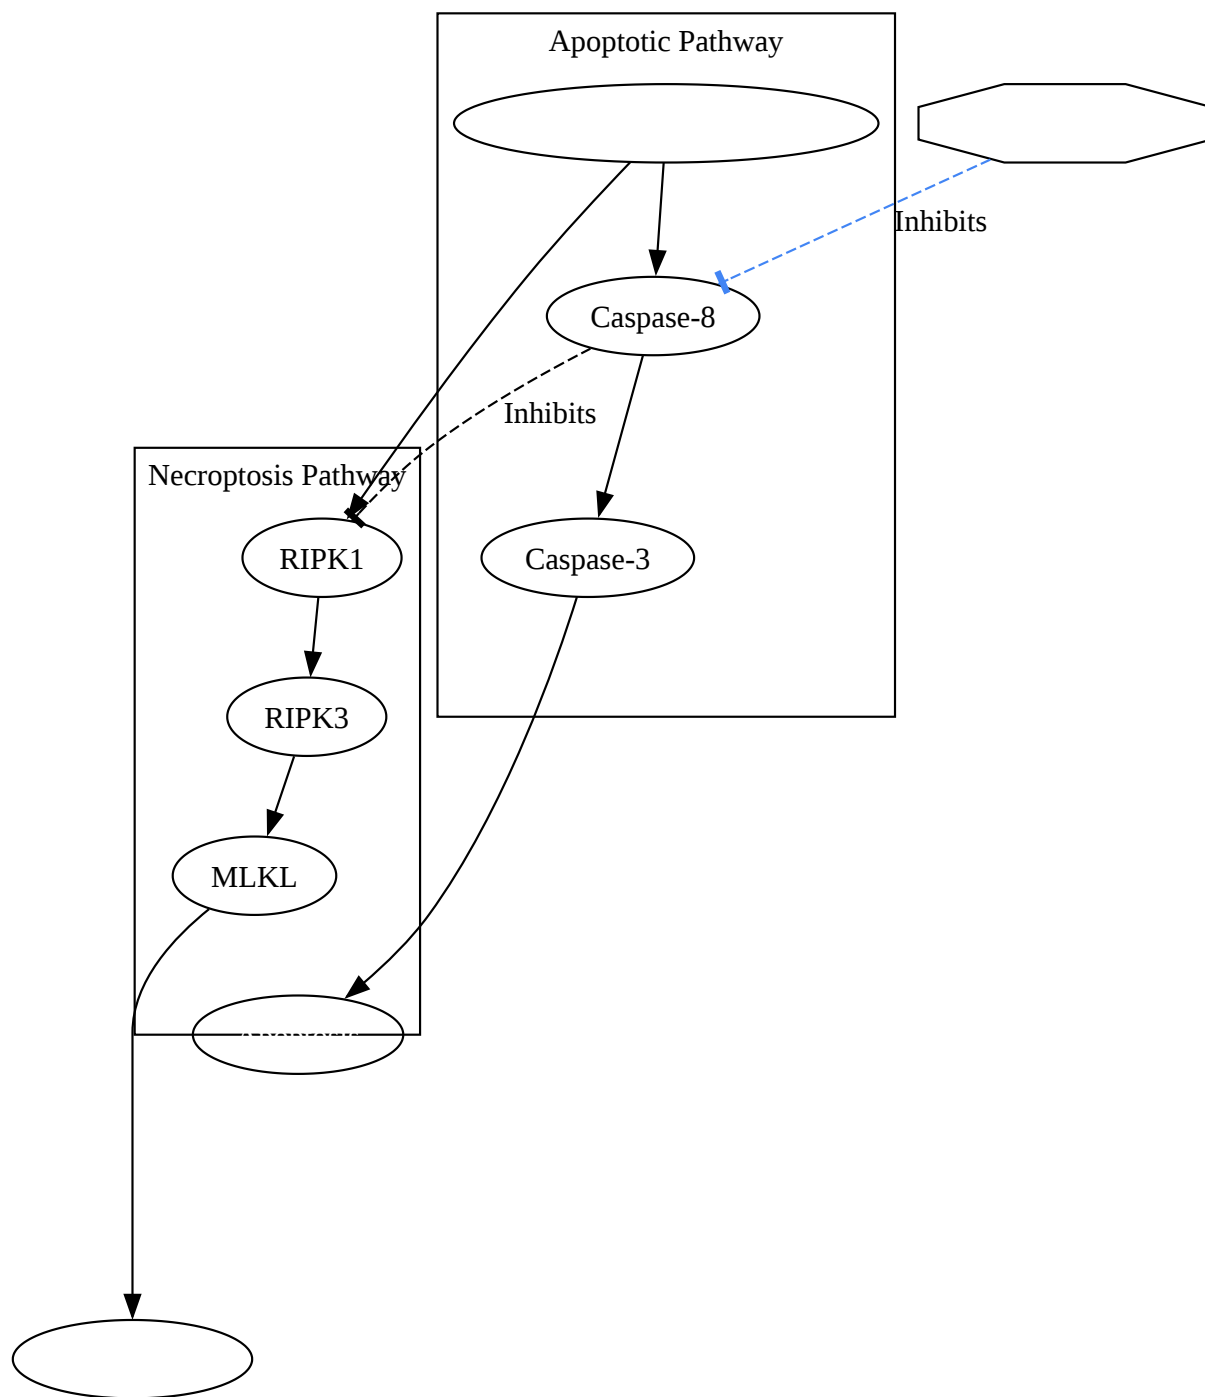 Apoptotic Pathway
Inhibits
Caspase-8
Inhibits
Necroptosis Pathway
RIPK1
Caspase-3
RIPK3
MLKL